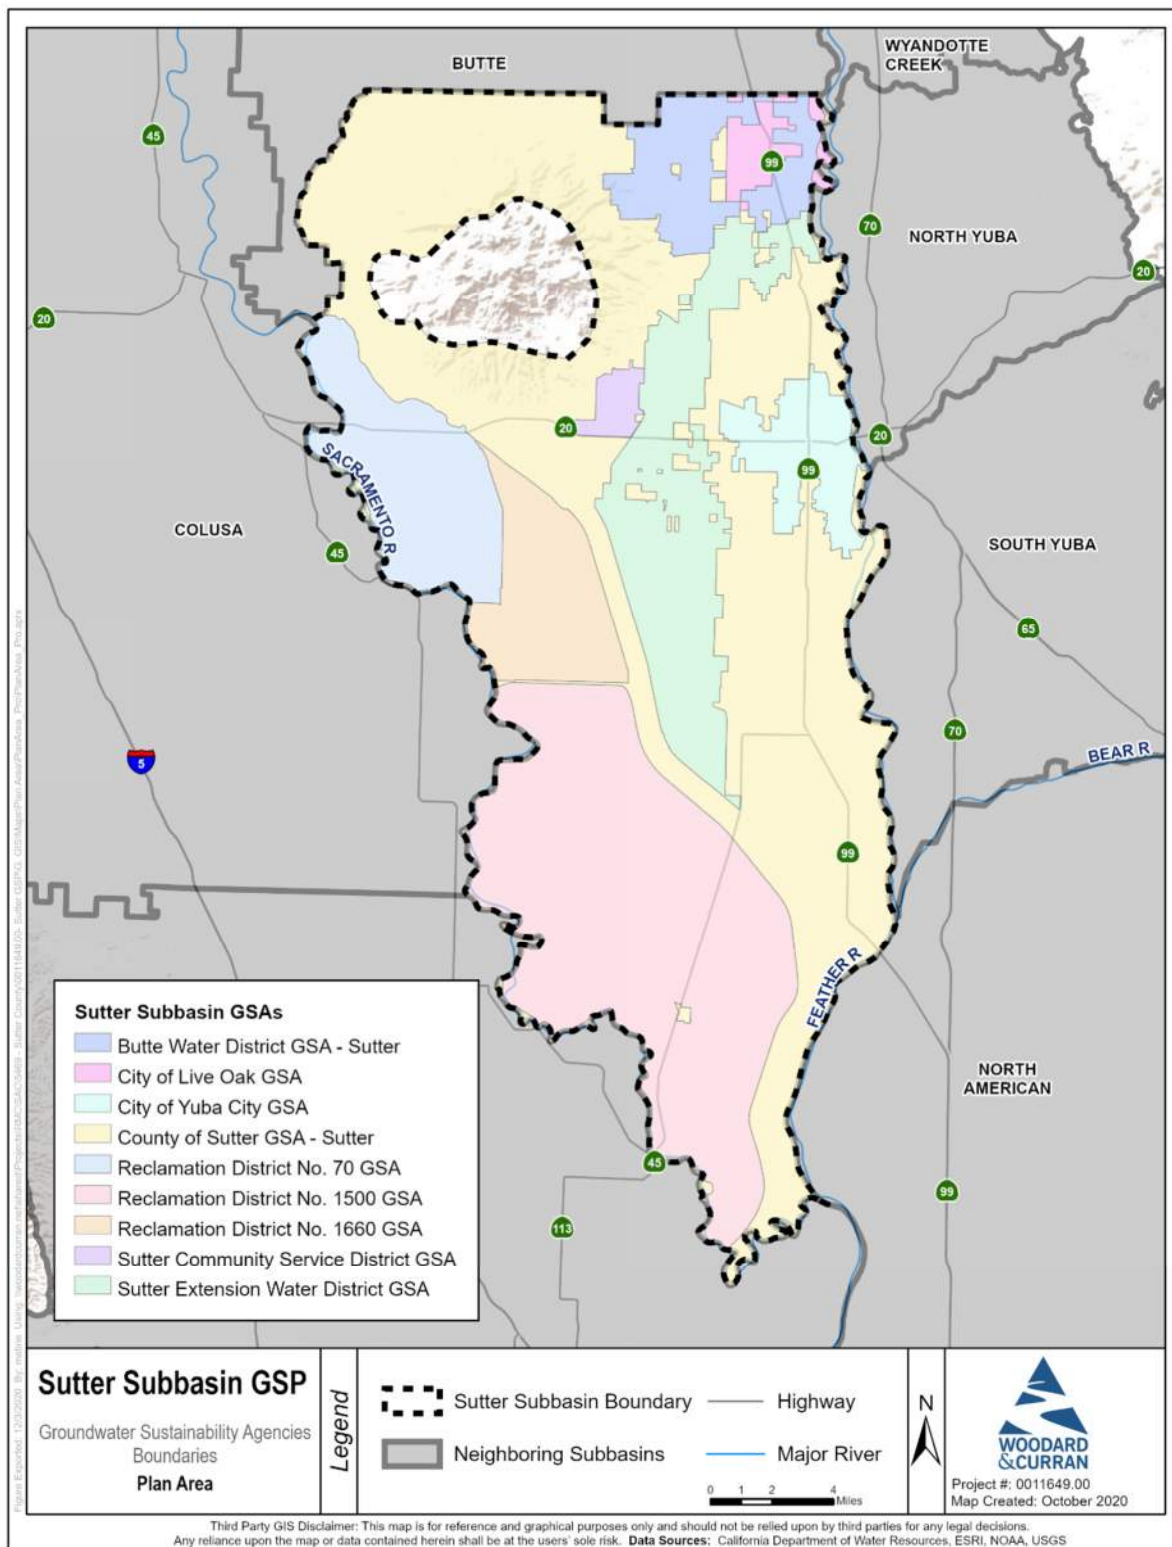 BUTTE
WYANDOTTE
CREEK
45
99
70
NORTH YUBA
20
20
20
20
99
SACRAMENTO R
COLUSA
45
SOUTH YUBA
65
70
5
BEAR R
99
FEATHER R
NORTH
AMERICAN
45
99
113
Sutter Subbasin GSAs
Butte Water District GSA - Sutter
City of Live Oak GSA
City of Yuba City GSA
County of Sutter GSA - Sutter
Reclamation District No. 70 GSA
Reclamation District No. 1500 GSA
Reclamation District No. 1660 GSA
Sutter Community Service District GSA
Sutter Extension Water District GSA
Sutter Subbasin GSP
Groundwater Sustainability Agencies
Boundaries
Plan Area
Legend
Sutter Subbasin Boundary
Highway
Neighboring Subbasins
Major River
0 2 4
Miles
N
WOODARD
&CURRAN
Project #: 0011649.00
Map Created: October 2020
Third Party GIS Disclaimer: This map is for reference and graphical purposes only and should not be relied upon by third parties for any legal decisions.
Any reliance upon the map or data contained herein shall be at the users' sole risk. Data Sources: California Department of Water Resources, ESRI, NOAA, USGS